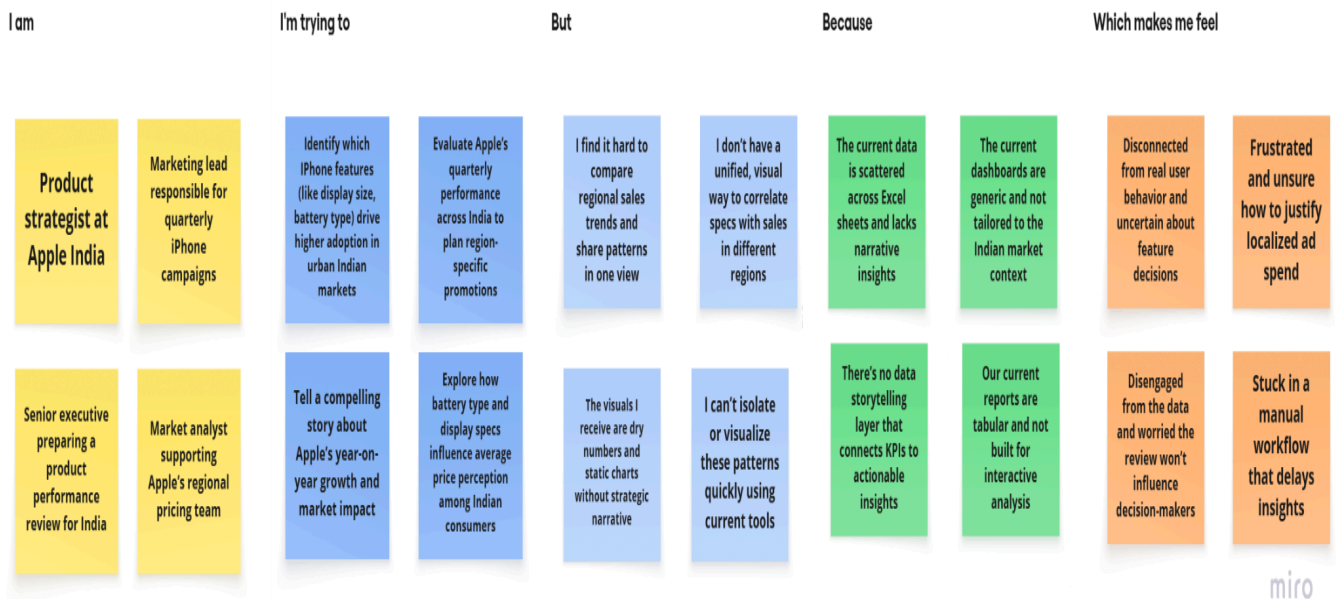 I am
I'm trying to
But
Because
Which makes me feel
Product
strategist at
Apple India
Marketing lead
responsible for
quarterly
iPhone
campaigns
Identify which
IPhone features
(like display size,
battery type) drive
higher adoption in
urban Indian
markets
Evaluate Apple's
quarterly
performance
across India to
plan region-
specific
promotions
I find it hard to
compare
regional sales
trends and
share patterns
in one view
I don't have a
unified, visual
way to correlate
specs with sales
in different
regions
The current data
is scattered
across Excel
sheets and lacks
narrative
insights
The current
dashboards are
generic and not
tailored to the
Indian market
context
Disconnected
from real user
behavior and
uncertain about
feature
decisions
Frustrated
and unsure
how to justify
localized ad
spend
Senior executive
preparing a
product
performance
review for India
Market analyst
supporting
Apple's regional
pricing team
Tell a compelling
story about
Apple's year-on-
year growth and
market impact
Explore how
battery type and
display specs
influence average
price perception
among Indian
consumers
The visuals I
receive are dry
numbers and
static charts
without strategic
narrative
I can't isolate
or visualize
these patterns
quickly using
current tools
There's no data
storytelling
layer that
connects KPIs to
actionable
insights
Our current
reports are
tabular and not
built for
interactive
analysis
Disengaged
from the data
and worried the
review won't
influence
decision-makers
Stuck in a
manual
workflow
that delays
insights
miro